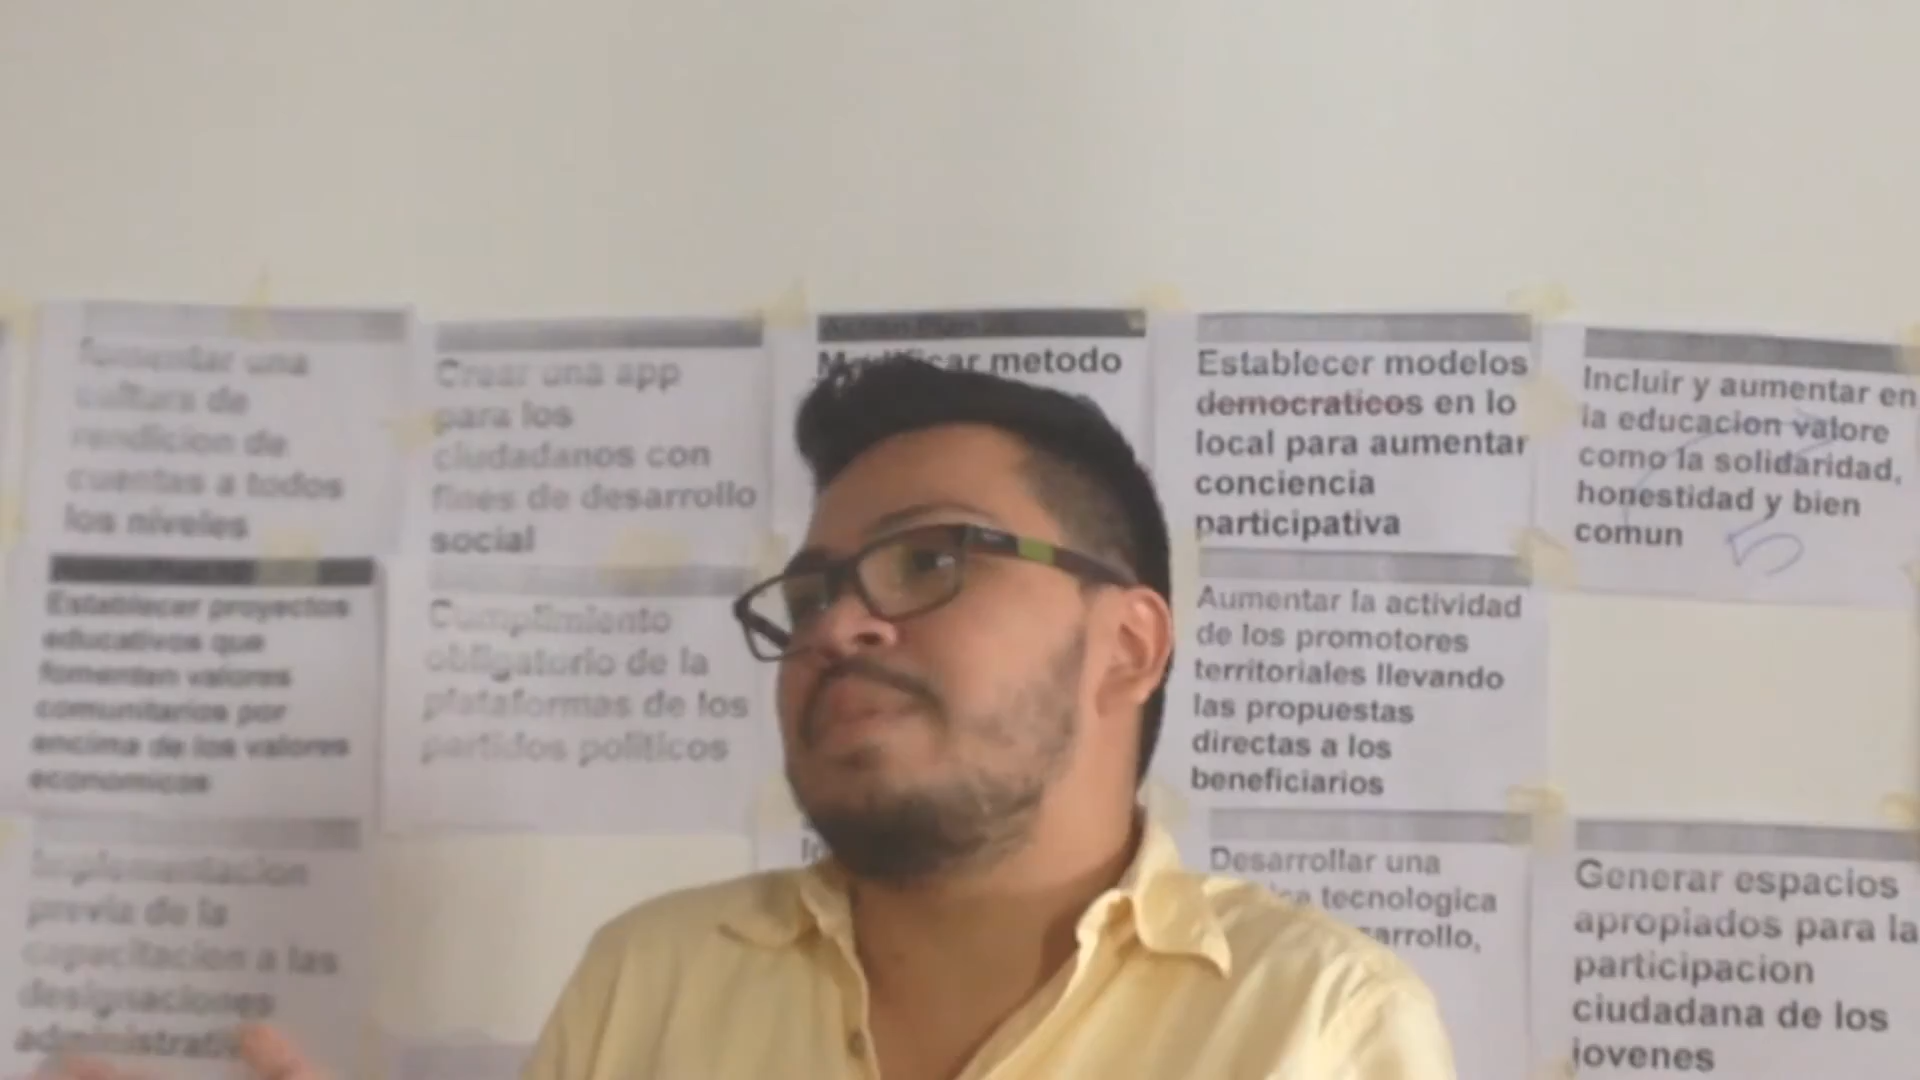 fomentar una
cultura de
rendicion de
cuentas a todos
los niveles
Establecer proyectos
educativos que
fomenten valores
comunitarios por
encima de los valores
economicos
Implementacion
previa de la
capacitacion a las
designaciones
Crear una app
para los
ciudadanos con
fines de desarrollo
social
Cumplimiento
obligatorio de la
plataformas de los
partidos politicos
Modificar metodo
Establecer modelos
democraticos en lo
local para aumentar
conciencia
participativa
Aumentar la actividad
de los promotores
territoriales llevando
las propuestas
directas a los
beneficiarios
Desarrollar una
tecnologica
Incluir y aumentar en
la educacion valore
como la solidaridad,
honestidad y bien
comun
5
Generar espacios
apropiados para la
participacion
ciudadana de los
jovenes